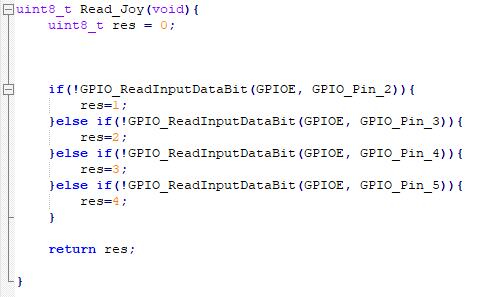 uint8_t Read_Joy(void){
uint8_t res = 0;
if(!GPIO_ReadInputDataBit(GPIOE, GPIO_Pin_2)){
res=1;
}else if(!GPIO_ReadInputDataBit(GPIOE, GPIO_Pin_3)){
res=2;
}else if(!GPIO_ReadInputDataBit(GPIOE, GPIO_Pin_4)){
res=3;
}else if(!GPIO_ReadInputDataBit(GPIOE, GPIO_Pin_5)){
res=4;
}
return res;
}